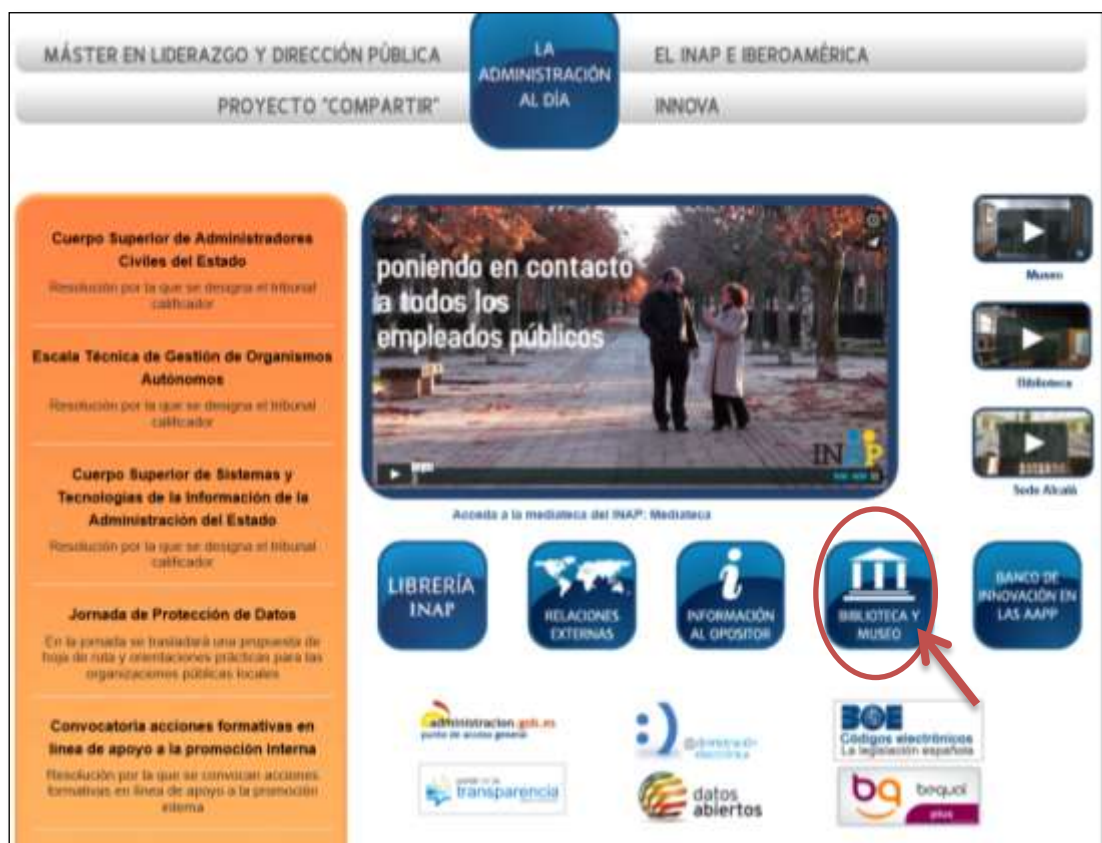 MÁSTER EN LIDERAZGO Y DIRECCIÓN PÚBLICA
LA
ADMINISTRACIÓN
AL DÍA
EL INAP E IBEROAMÉRICA
PROYECTO "COMPARTIR"
INNOVA
Cuerpo Superior de Administradores
Civiles del Estado
Resolución por la que se designa el tribunal
calificador
Escala Técnica de Gestión de Organismos
Autónomos
Resolución por la que se designa el tribunal
calificador
Cuerpo Superior de Sistemas y
Tecnologías de la Información de la
Administración del Estado
Resolución por la que se designa el tribunal
calificador
Jornada de Protección de Datos
En la jornada se trasladará una propuesta de
hoja de ruta y orientaciones prácticas para las
organizaciones públicas locales
Convocatoria acciones formativas en
línea de apoyo a la promoción interna
Resolución por la que se convocan acciones
formativas en línea de apoyo a la promoción
interna
poniendo en contacto
a todos los
empleados públicos
INAP
Museo
Biblioteca
Sede Alcalá
Acceda a la mediateca del INAP: Mediateca
LIBRERÍA
INAP
RELACIONES
EXTERNAS
INFORMACIÓN
AL OPOSITOR
BIBLIOTECA Y
MUSEO
BANCO DE
INNOVACIÓN EN
LAS AAPP
administracion.gob.es
punto de acceso general
administración
electrónica
BOE
Códigos electrónicos
La legislación española
transparencia
datos
abiertos
bq
bequal
plus